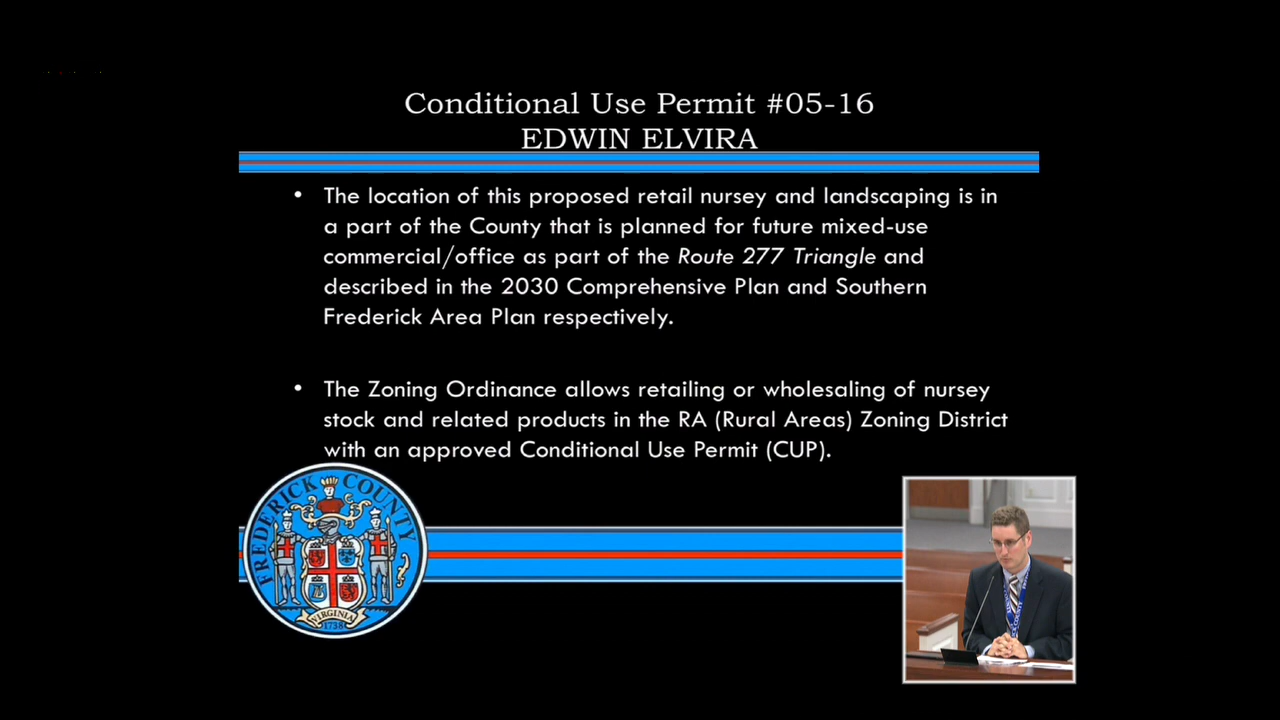 Conditional Use Permit #05-16
EDWIN ELVIRA
• The location of this proposed retail nursey and landscaping is in
a part of the County that is planned for future mixed-use
commercial/office as part of the Route 277 Triangle and
described in the 2030 Comprehensive Plan and Southern
Frederick Area Plan respectively.
• The Zoning Ordinance allows retailing or wholesaling of nursey
stock and related products in the RA (Rural Areas) Zoning District
with an approved Conditional Use Permit (CUP).
FREDERICK COUNTY
VIRGINIA
1738